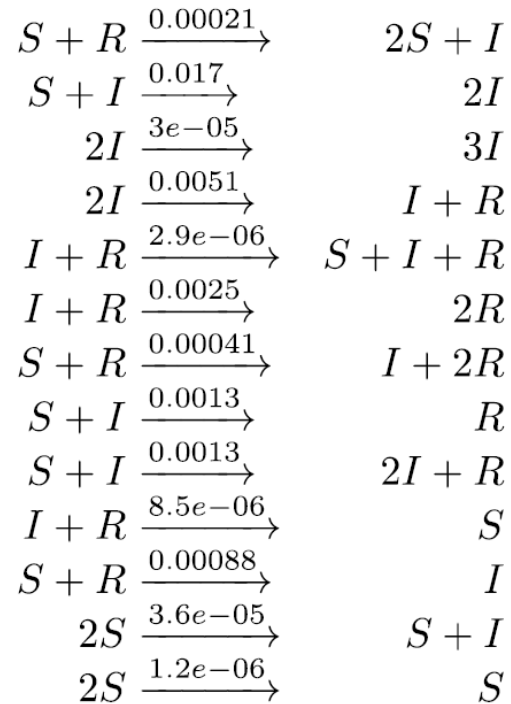 S + R 0.00021→ 2S + I
S + I 0.017→ 2I
2I 3e−05→ 3I
2I 0.0051→ I + R
I + R 2.9e−06→ S + I + R
I + R 0.0025→ 2R
S + R 0.00041→ I + 2R
S + I 0.0013→ R
S + I 0.0013→ 2I + R
I + R 8.5e−06→ S
S + R 0.00088→ I
2S 3.6e−05→ S + I
2S 1.2e−06→ S